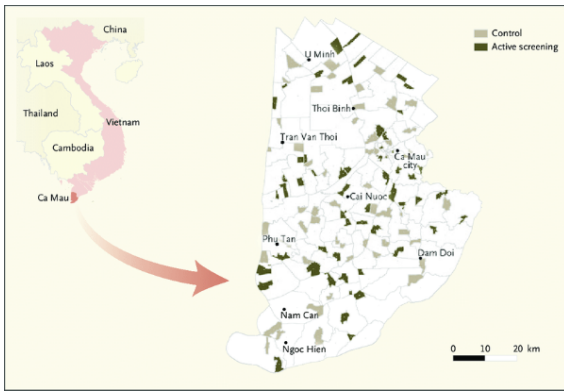 China
Laos
Thailand
Vietnam
Cambodia
Ca Mau
Control
Active screening
U Minh
Thoi Binh
Tran Van Thoi
Ca Mau
city
Cai Nuoc
Phu Tan
Dam Doi
Nam Can
Ngoc Hien
0 10 20 km